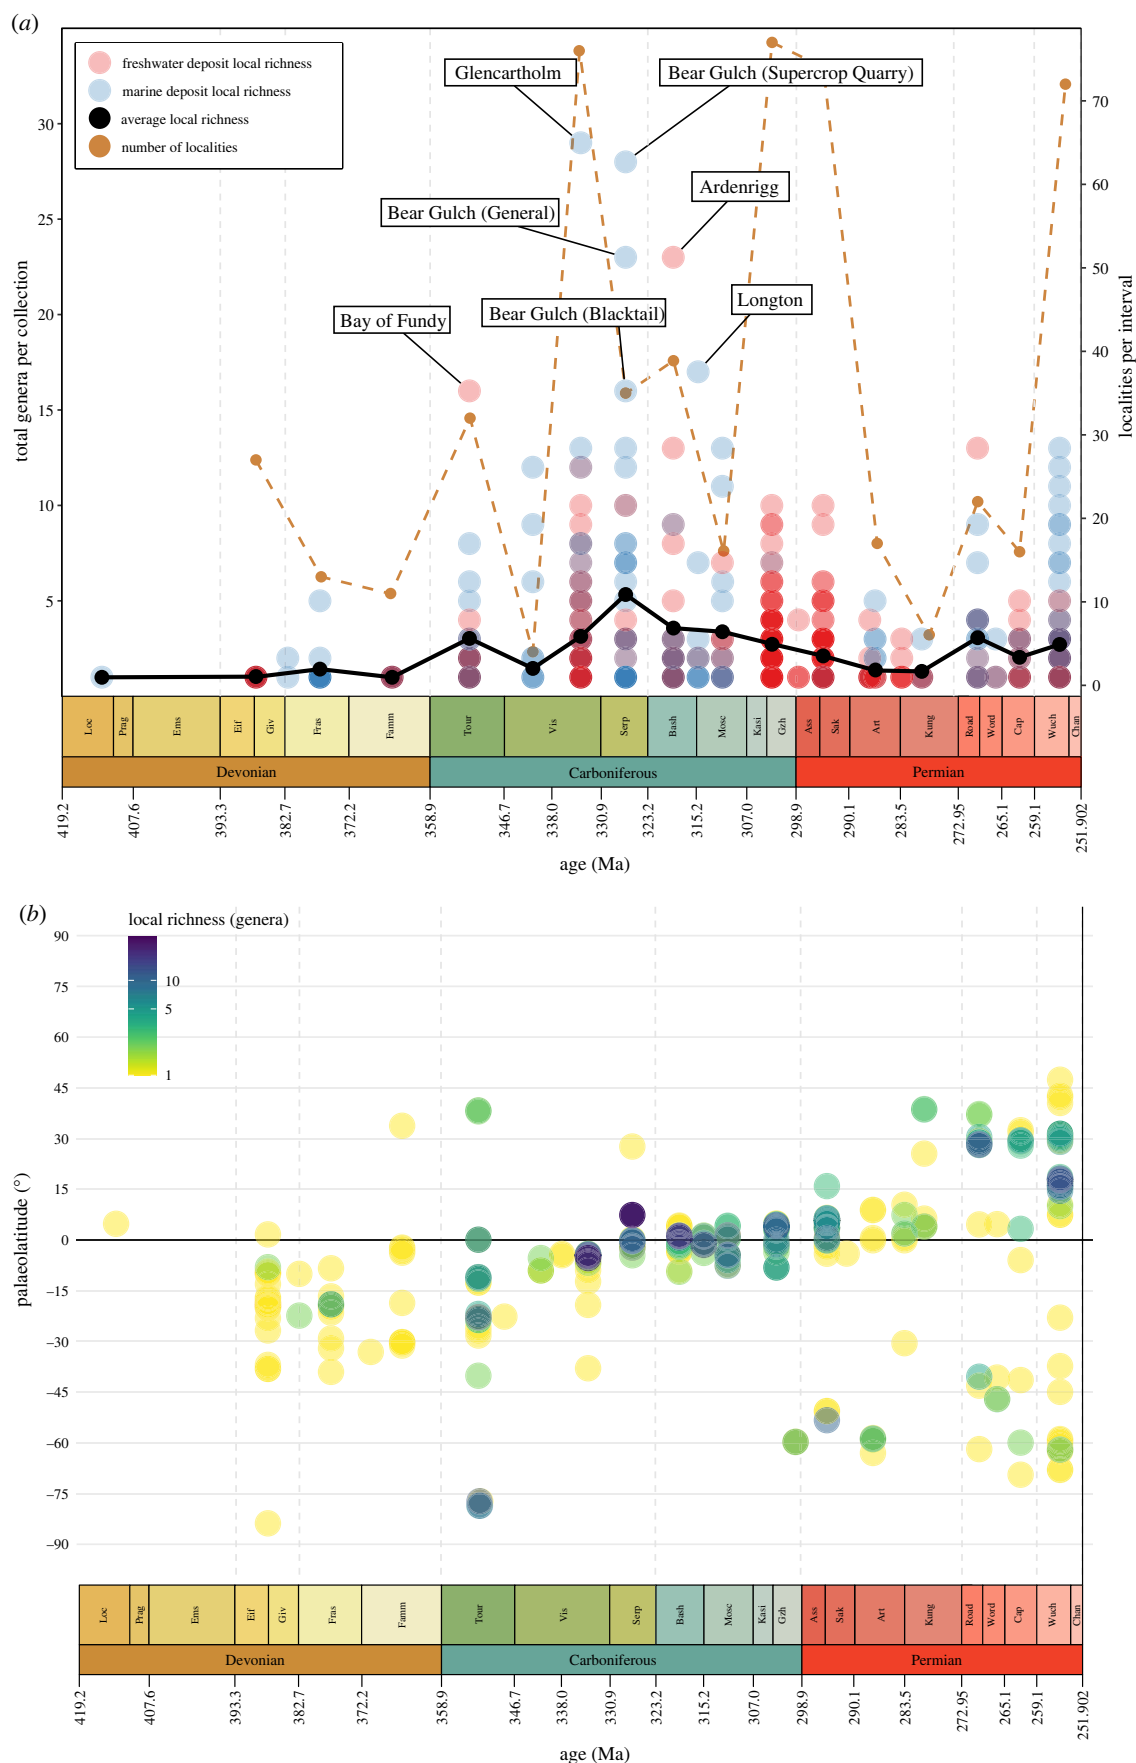 (a)
freshwater deposit local richness
marine deposit local richness
average local richness
number of localities
Glencartholm
Bear Gulch (Supercrop Quarry)
Ardenrigg
Bear Gulch (General)
Longton
Bear Gulch (Blacktail)
Bay of Fundy
total genera per collection
30
25
20
15
10
5
localities per interval
70
60
50
40
30
20
10
0
Loc Prag Ems Eif Giv Fras Famm Tour Vis Serp Bash Mosc Kasi Gzh Ass Sak Art Kung Road Word Cap Wuch Chan
Devonian Carboniferous Permian
419.2 407.6 393.3 382.7 372.2 358.9 346.7 338.0 330.9 323.2 315.2 307.0 298.9 290.1 283.5 272.95 265.1 259.1 251.902
age (Ma)
(b)
local richness (genera)
10
5
1
palaeolatitude (°)
90
75
60
45
30
15
0
–15
–30
–45
–60
–75
–90
Loc Prag Ems Eif Giv Fras Famm Tour Vis Serp Bash Mosc Kasi Gzh Ass Sak Art Kung Road Word Cap Wuch Chan
Devonian Carboniferous Permian
419.2 407.6 393.3 382.7 372.2 358.9 346.7 338.0 330.9 323.2 315.2 307.0 298.9 290.1 283.5 272.95 265.1 259.1 251.902
age (Ma)